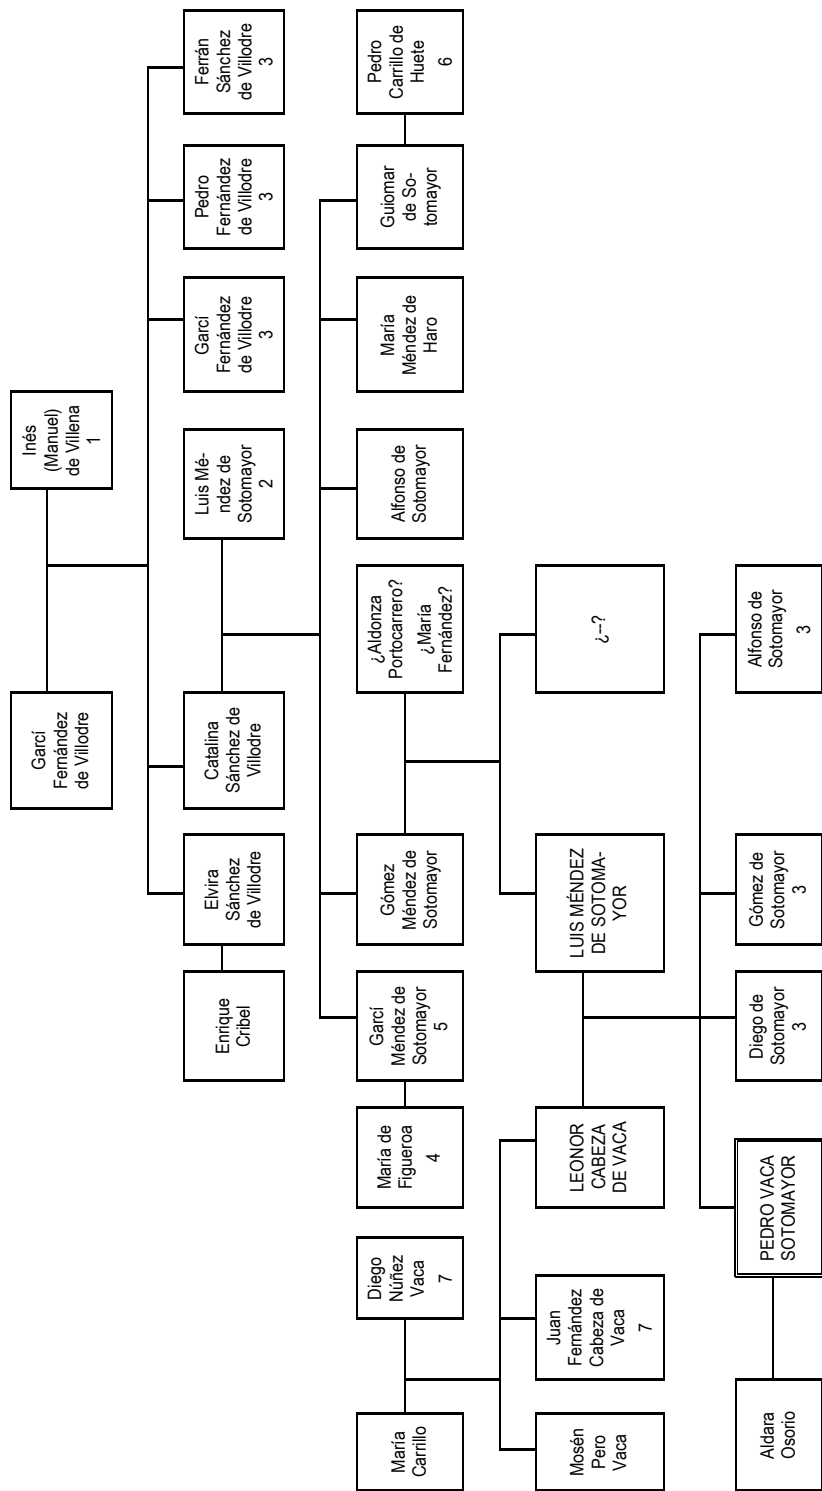 Garcí
Fernández
de Villodre
Inés
(Manuel)
de Villena
1
Enrique
Cribel
Elvira
Sánchez
de Villodre
Catalina
Sánchez de
Villodre
Luis Mé-
ndez de
Sotomayor
2
Garcí
Fernández
de Villodre
3
Pedro
Fernández
de Villodre
3
Ferrán
Sánchez
de Villodre
3
María
Carrillo
Diego
Núñez
Vaca
7
María de
Figueroa
4
Garcí
Méndez de
Sotomayor
5
Gómez
Méndez de
Sotomayor
¿Aldonza
Portocarrero?
¿María
Fernández?
Alfonso de
Sotomayor
María
Méndez de
Haro
Guiomar
de So-
tomayor
Pedro
Carrillo de
Huete
6
Mosén
Pero
Vaca
Juan
Fernández
Cabeza de
Vaca
7
LEONOR
CABEZA
DE VACA
LUIS MÉNDEZ
DE SOTOMA-
YOR
¿--?
Aldara
Osorio
PEDRO VACA
SOTOMAYOR
Diego de
Sotomayor
3
Gómez de
Sotomayor
3
Alfonso de
Sotomayor
3